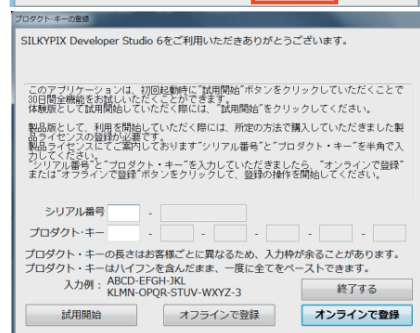 プロダクト・キーの登録
SILKYPIX Developer Studio 6をご利用いただきありがとうございます。
このアプリケーションは、初回起動時に"試用開始"ボタンをクリックしていただくことで
30日間全機能をお試しいただくことができます。
体験版として試用開始していただく際には、"試用開始"をクリックしてください。
製品版として、利用を開始していただく際には、所定の方法で購入していただきました製
品ライセンスの登録が必要です。
製品ライセンスにてご案内しております"シリアル番号"と"プロダクト・キー"を半角で入
力してください。
"シリアル番号"と"プロダクト・キー"を入力していただきましたら、"オンラインで登録"
または"オフラインで登録"ボタンをクリックして、登録の操作を開始してください。
シリアル番号 -
プロダクト・キー - - - -
プロダクト・キーの長さはお客様ごとに異なるため、入力枠が余ることがあります。
プロダクト・キーはハイフンを含んだまま、一度に全てをペーストできます。
入力例： ABCD-EFGH-JKL
KLMN-OPQR-STUV-WXYZ-3
終了する
試用開始 オフラインで登録 オンラインで登録